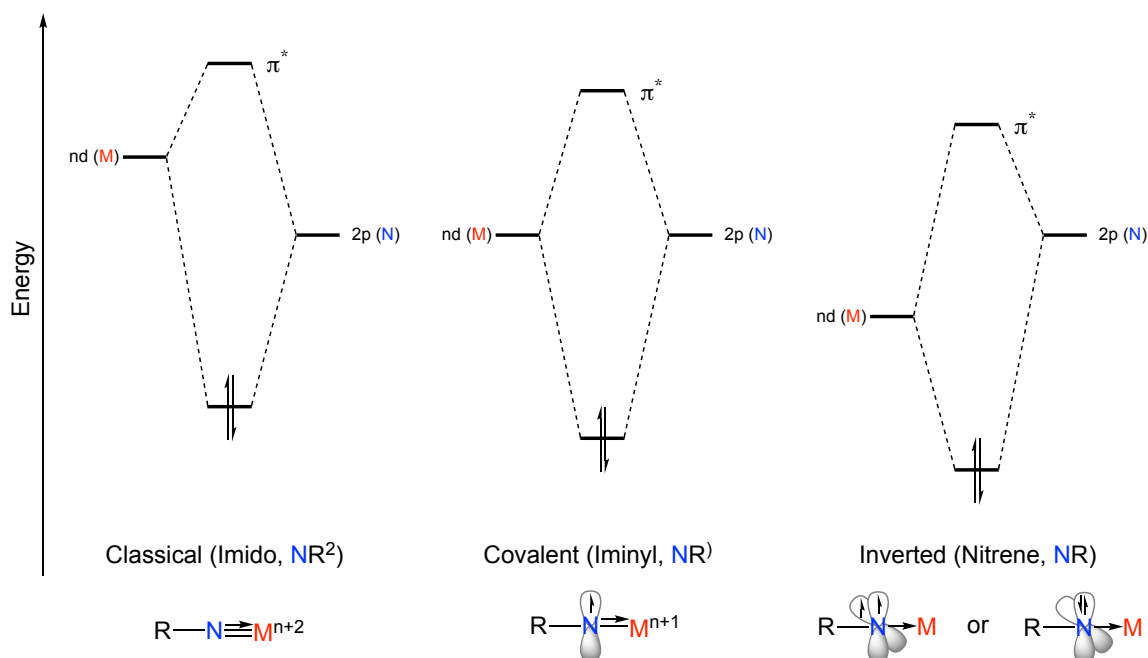 π*
π*
π*
nd (M)
2p (N)
nd (M)
2p (N)
nd (M)
2p (N)
Energy
Classical (Imido, NR²)
Covalent (Iminyl, NR⁾
Inverted (Nitrene, NR)
R N Mⁿ⁺²
R N Mⁿ⁺¹
R N M or R N M